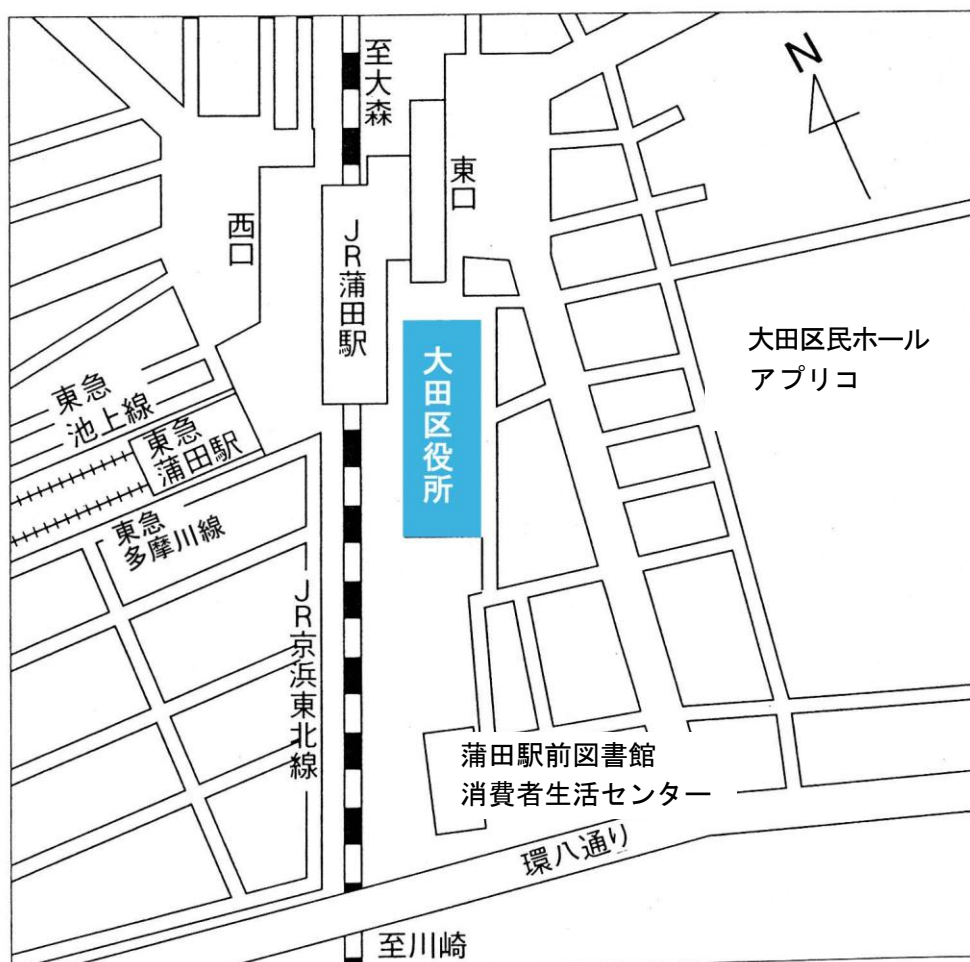 至大森
N
東口
西口
JR蒲田駅
大田区民ホール
アプリコ
大田区役所
東急
池上線
東急
蒲田駅
東急
多摩川線
JR京浜東北線
蒲田駅前図書館
消費者生活センター
環八通り
至川崎